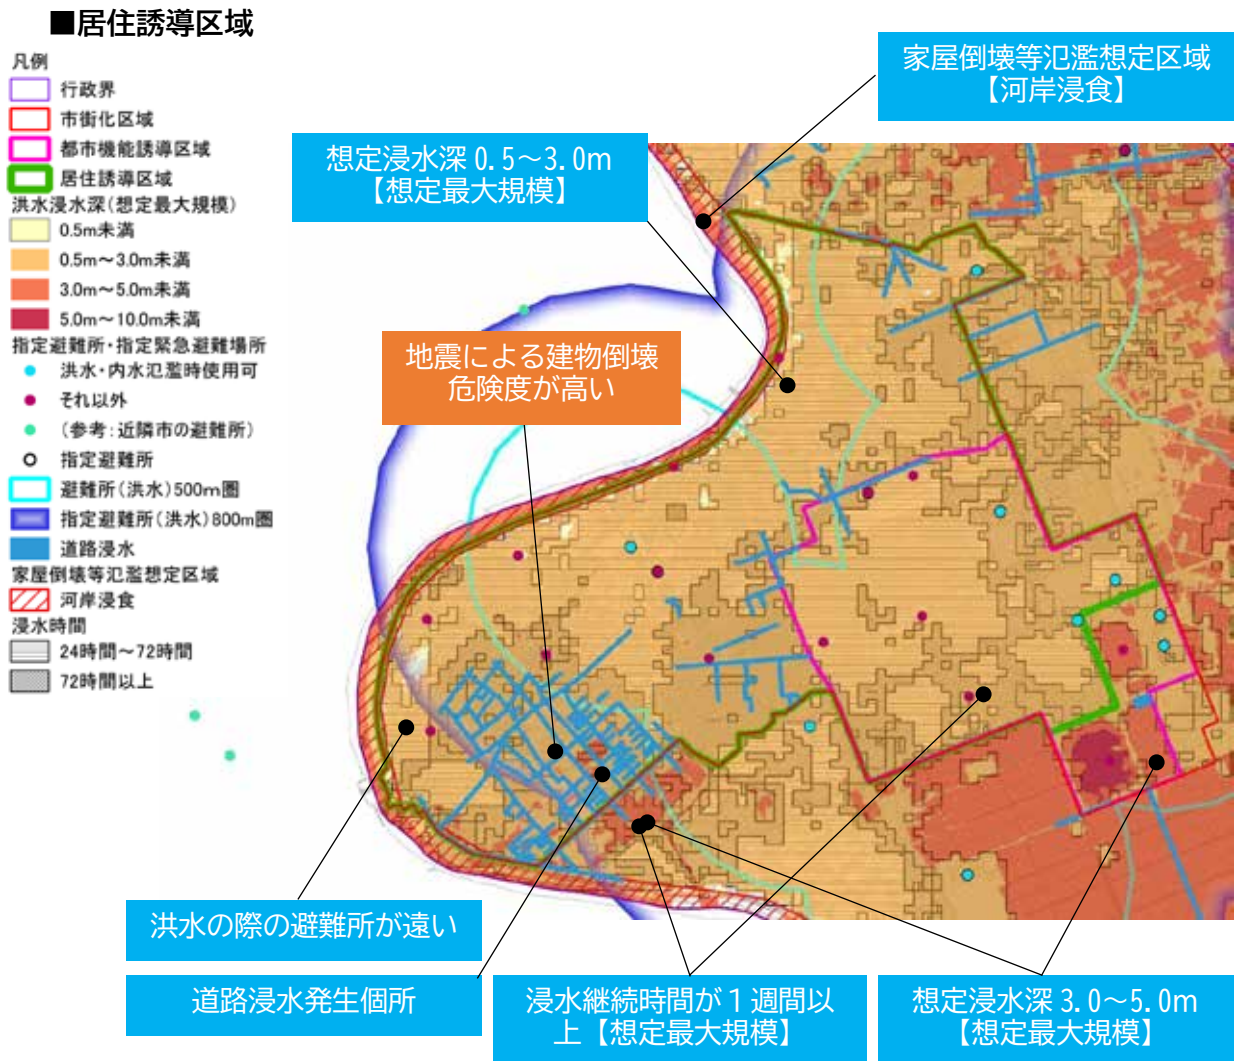 ■居住誘導区域
凡例
行政界
市街化区域
都市機能誘導区域
居住誘導区域
洪水浸水深(想定最大規模)
0.5m未満
0.5m～3.0m未満
3.0m～5.0m未満
5.0m～10.0m未満
指定避難所・指定緊急避難場所
洪水・内水氾濫時使用可
それ以外
(参考:近隣市の避難所)
指定避難所
避難所(洪水)500m圏
指定避難所(洪水)800m圏
道路浸水
家屋倒壊等氾濫想定区域
河岸浸食
浸水時間
24時間～72時間
72時間以上
家屋倒壊等氾濫想定区域
【河岸浸食】
想定浸水深 0.5～3.0m
【想定最大規模】
地震による建物倒壊
危険度が高い
洪水の際の避難所が遠い
道路浸水発生個所
浸水継続時間が１週間以
上【想定最大規模】
想定浸水深 3.0～5.0m
【想定最大規模】